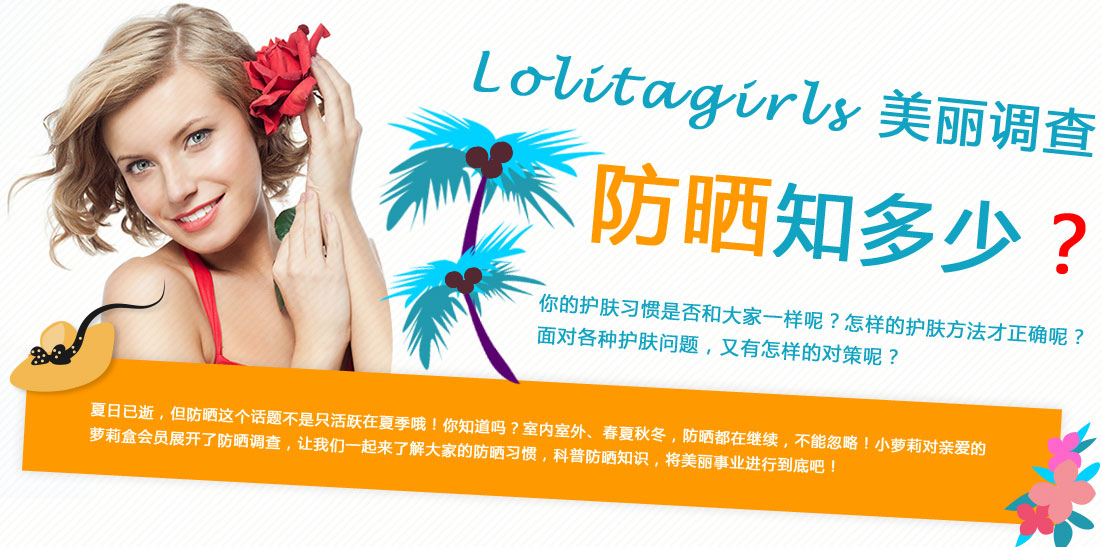 Lolitagirls 美丽调查
防晒知多少？
你的护肤习惯是否和大家一样呢？怎样的护肤方法才正确呢？
面对各种护肤问题，又有怎样的对策呢？
夏日已逝，但防晒这个话题不是只活跃在夏季哦！你知道吗？室内室外、春夏秋冬，防晒都在继续，不能忽略！小萝莉对亲爱的
萝莉盒会员展开了防晒调查，让我们一起来了解大家的防晒习惯，科普防晒知识，将美丽事业进行到底吧！